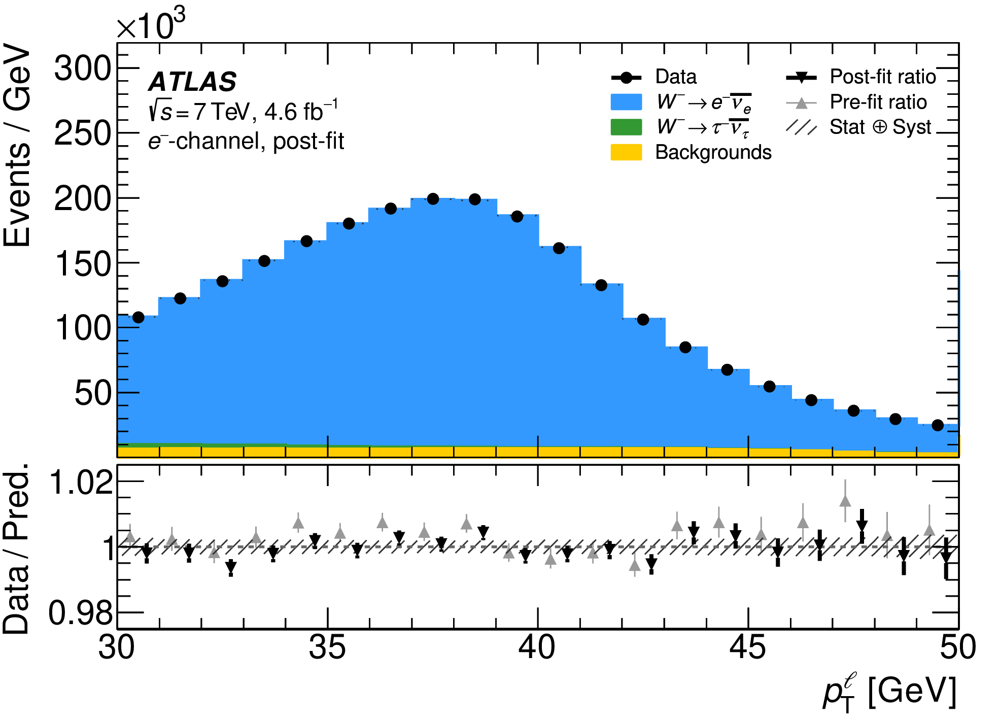 ×10³
Events / GeV
300
250
200
150
100
50
ATLAS
√s = 7 TeV, 4.6 fb⁻¹
e⁻-channel, post-fit
Data
W⁻ → e⁻ν̅ₑ
W⁻ → τ⁻ν̅_τ
Backgrounds
Post-fit ratio
Pre-fit ratio
Stat ⊕ Syst
Data / Pred.
1.02
1
0.98
30 35 40 45 50
p_T^ℓ [GeV]